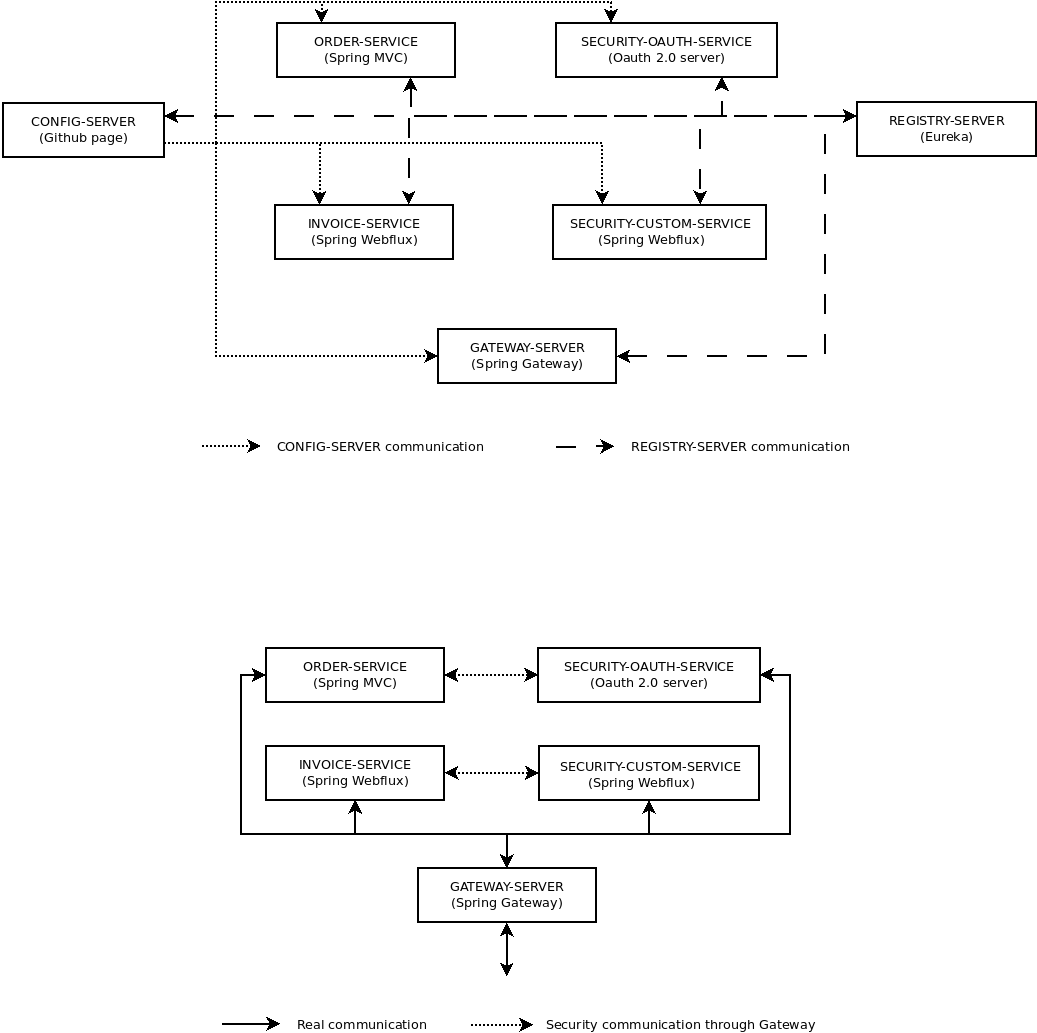 ORDER-SERVICE
(Spring MVC)
SECURITY-OAUTH-SERVICE
(Oauth 2.0 server)
CONFIG-SERVER
(Github page)
REGISTRY-SERVER
(Eureka)
INVOICE-SERVICE
(Spring Webflux)
SECURITY-CUSTOM-SERVICE
(Spring Webflux)
GATEWAY-SERVER
(Spring Gateway)
CONFIG-SERVER communication
REGISTRY-SERVER communication
ORDER-SERVICE
(Spring MVC)
SECURITY-OAUTH-SERVICE
(Oauth 2.0 server)
INVOICE-SERVICE
(Spring Webflux)
SECURITY-CUSTOM-SERVICE
(Spring Webflux)
GATEWAY-SERVER
(Spring Gateway)
Real communication
Security communication through Gateway